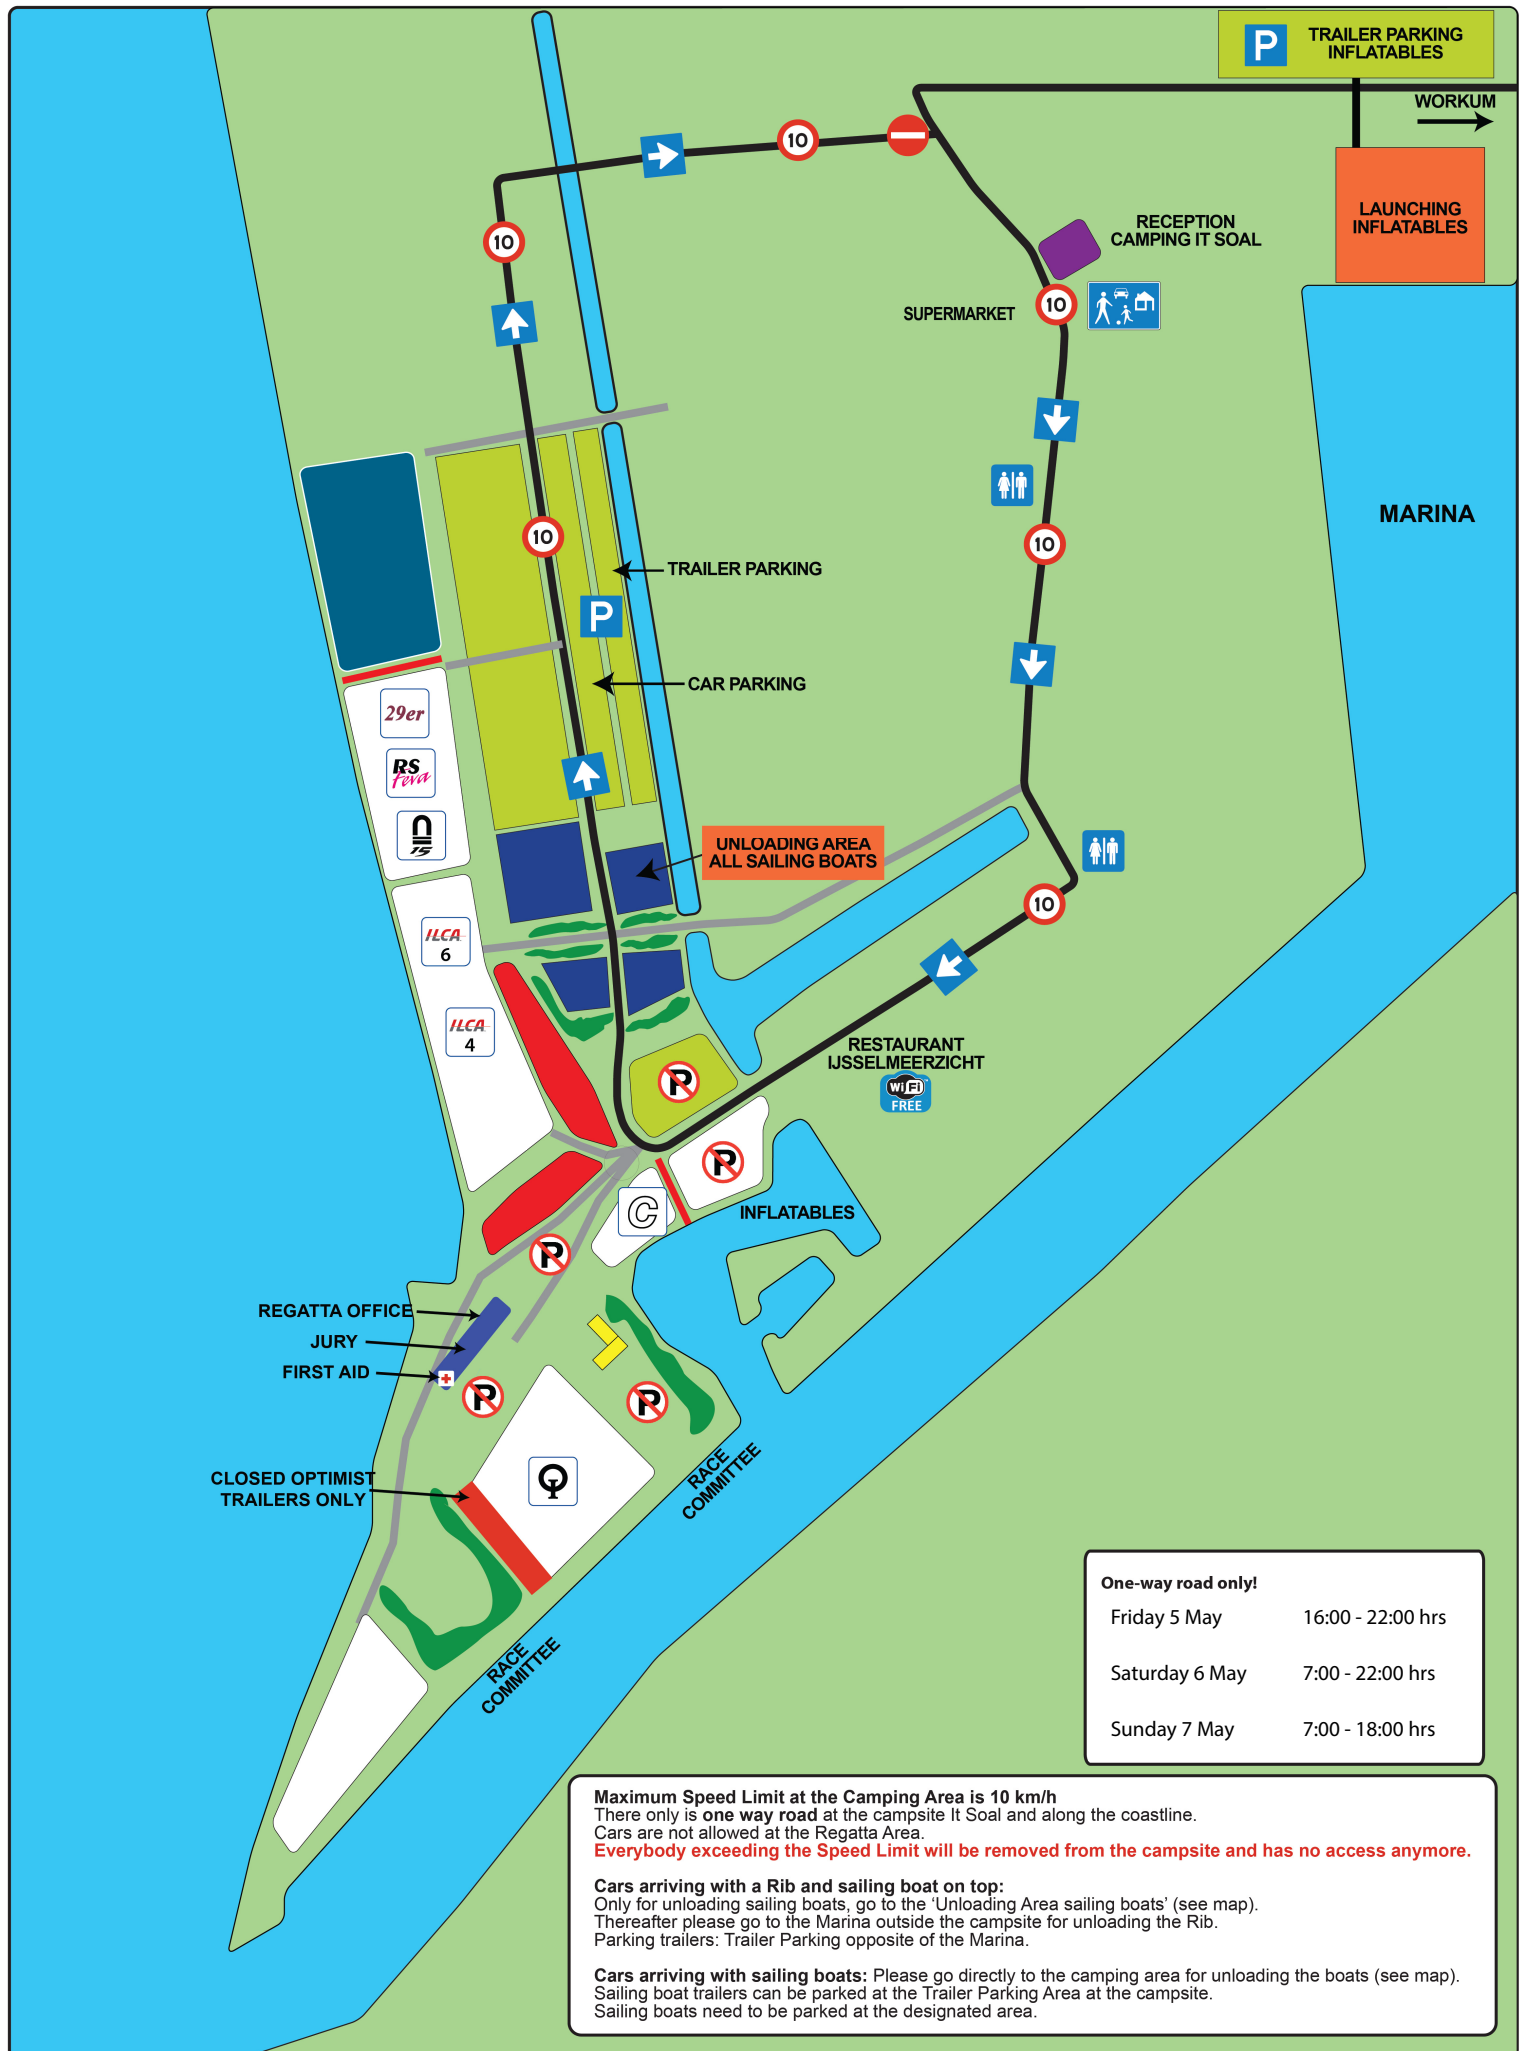 P
TRAILER PARKING
INFLATABLES
WORKUM
10
LAUNCHING
INFLATABLES
RECEPTION
CAMPING IT SOAL
10
10
SUPERMARKET
MARINA
10
10
TRAILER PARKING
P
CAR PARKING
29er
RS
feva
15
UNLOADING AREA
ALL SAILING BOATS
10
ILCA
6
ILCA
4
RESTAURANT
IJSSELMEERZICHT
WiFi
FREE
P
P
C
INFLATABLES
P
REGATTA OFFICE
JURY
FIRST AID
P
P
CLOSED OPTIMIST
TRAILERS ONLY
RACE
COMMITTEE
RACE
COMMITTEE
One-way road only!
Friday 5 May 16:00 - 22:00 hrs
Saturday 6 May 7:00 - 22:00 hrs
Sunday 7 May 7:00 - 18:00 hrs
Maximum Speed Limit at the Camping Area is 10 km/h
There only is one way road at the campsite It Soal and along the coastline.
Cars are not allowed at the Regatta Area.
Everybody exceeding the Speed Limit will be removed from the campsite and has no access anymore.
Cars arriving with a Rib and sailing boat on top:
Only for unloading sailing boats, go to the ‘Unloading Area sailing boats’ (see map).
Thereafter please go to the Marina outside the campsite for unloading the Rib.
Parking trailers: Trailer Parking opposite of the Marina.
Cars arriving with sailing boats: Please go directly to the camping area for unloading the boats (see map).
Sailing boat trailers can be parked at the Trailer Parking Area at the campsite.
Sailing boats need to be parked at the designated area.